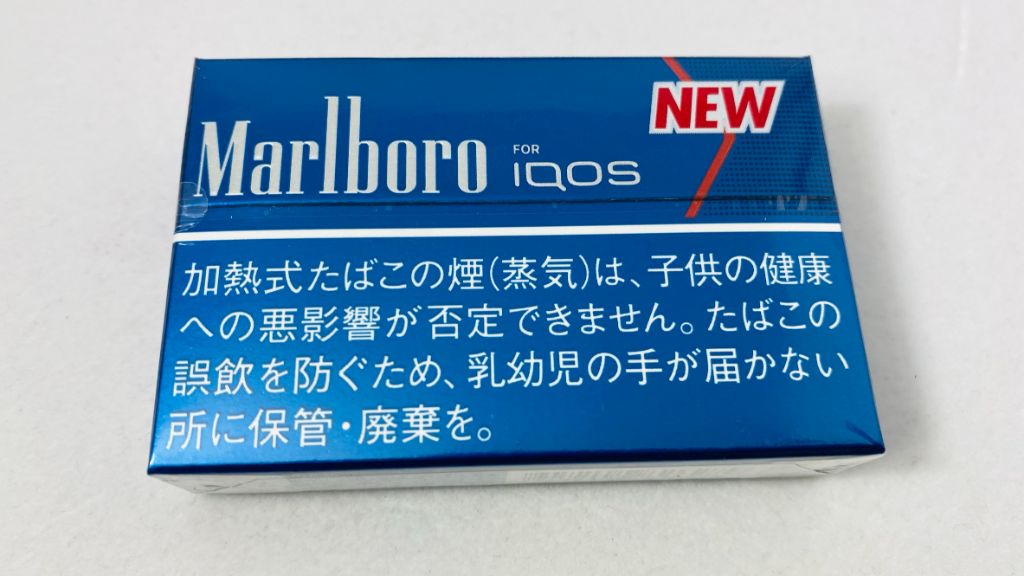 NEW
Marlboro FOR IQOS
加熱式たばこの煙(蒸気)は、子供の健康
への悪影響が否定できません。たばこの
誤飲を防ぐため、乳幼児の手が届かない
所に保管・廃棄を。